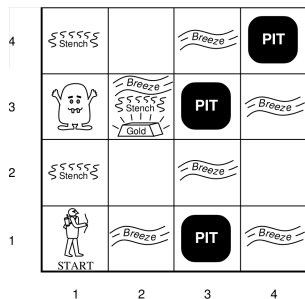 4 Stench Breeze PIT
3 Breeze Stench Gold PIT Breeze
2 Stench Breeze
1 START Breeze PIT Breeze
1 2 3 4